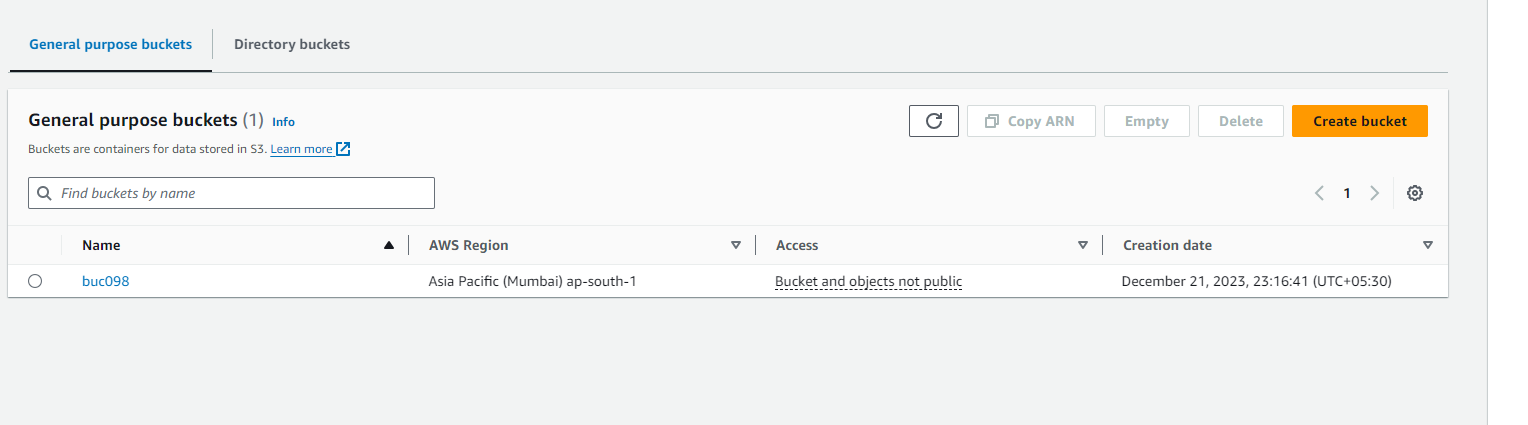 General purpose buckets Directory buckets
General purpose buckets (1) Info
Copy ARN Empty Delete Create bucket
Buckets are containers for data stored in S3. Learn more
Find buckets by name
1
Name AWS Region Access Creation date
buc098 Asia Pacific (Mumbai) ap-south-1 Bucket and objects not public December 21, 2023, 23:16:41 (UTC+05:30)